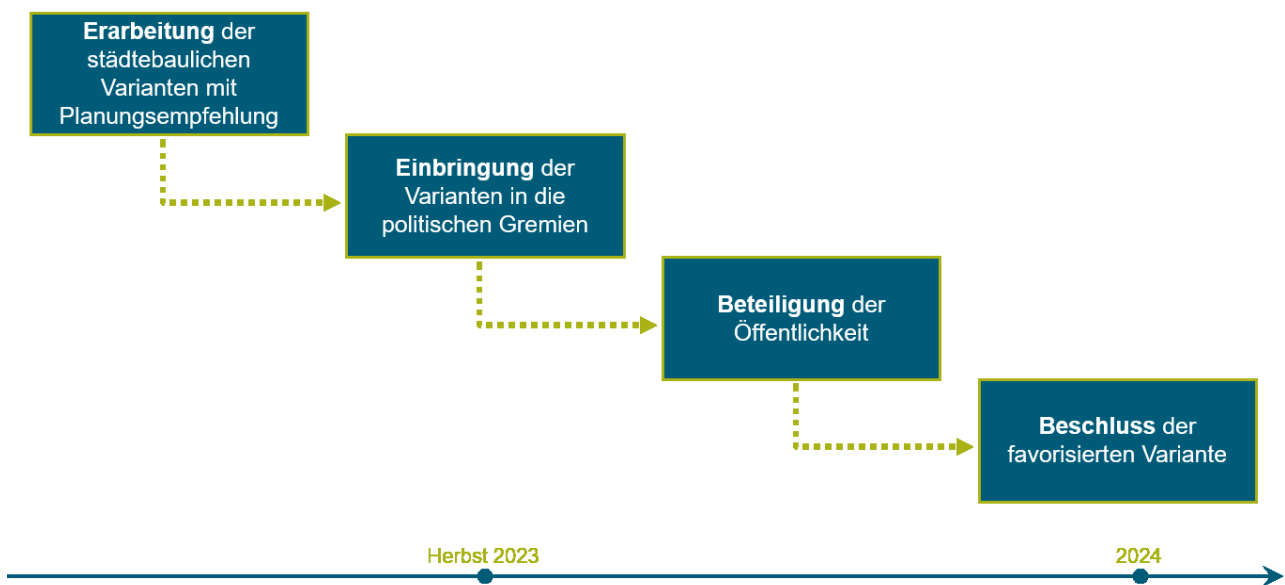 Erarbeitung der
städtebaulichen
Varianten mit
Planungsempfehlung
Einbringung der
Varianten in die
politischen Gremien
Beteiligung der
Öffentlichkeit
Beschluss der
favorisierten Variante
Herbst 2023
2024